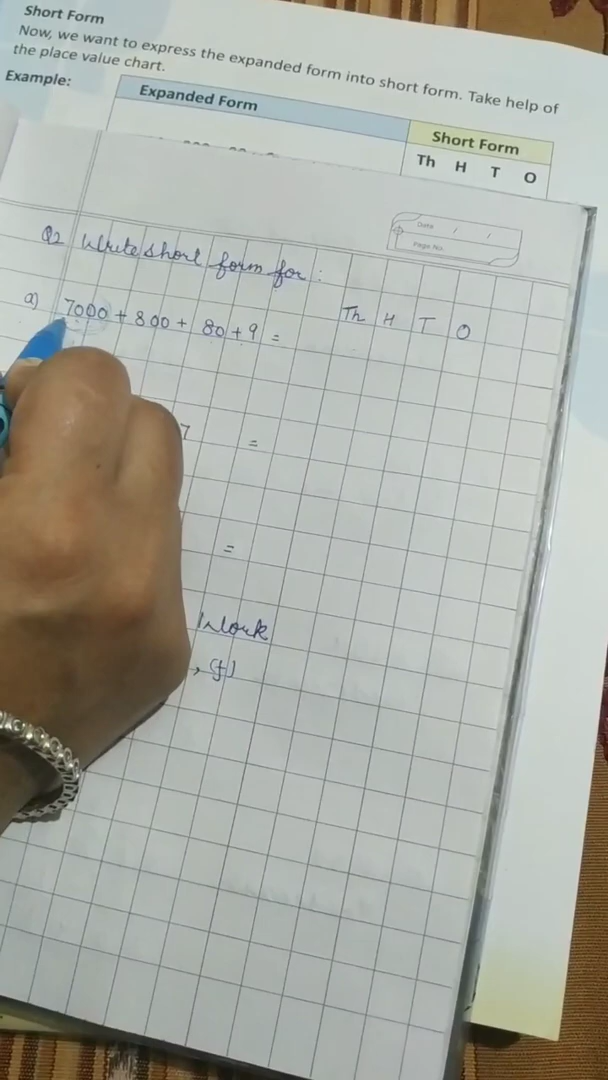 Short Form
Now, we want to express the expanded form into short form. Take help of
the place value chart.
Example:
Expanded Form
Short Form
Th H T O
Date / /
Page No.
Q2 Write short form for:
Th H T O
a) 7000 + 800 + 80 + 9 =
7 =
=
Work
, (f)